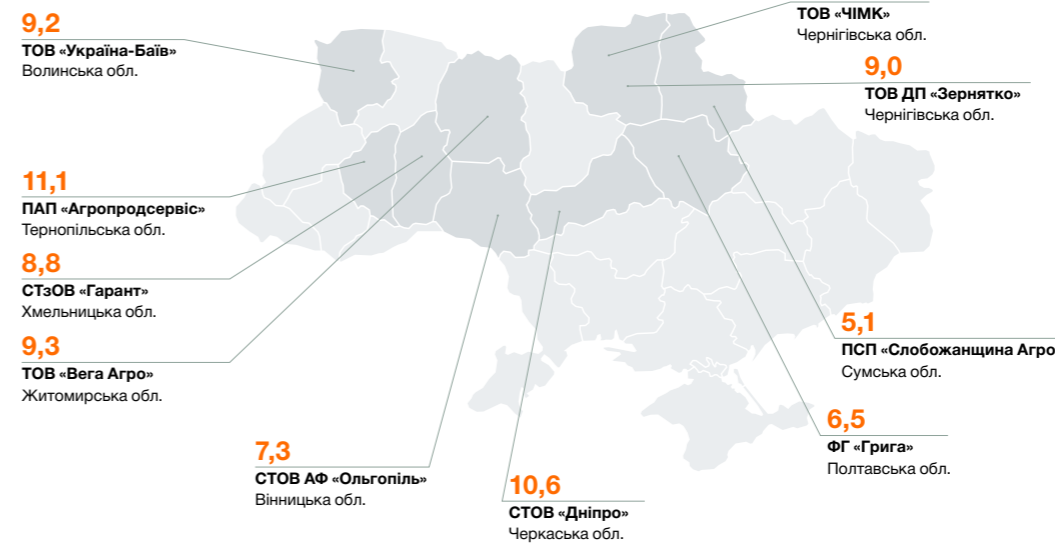 9,2
ТОВ «Україна-Баїв»
Волинська обл.
ТОВ «ЧІМК»
Чернігівська обл.
9,0
ТОВ ДП «Зернятко»
Чернігівська обл.
11,1
ПАП «Агропродсервіс»
Тернопільська обл.
8,8
СТзОВ «Гарант»
Хмельницька обл.
9,3
ТОВ «Вега Агро»
Житомирська обл.
5,1
ПСП «Слобожанщина Агро
Сумська обл.
6,5
ФГ «Грига»
Полтавська обл.
7,3
СТОВ АФ «Ольгопіль»
Вінницька обл.
10,6
СТОВ «Дніпро»
Черкаська обл.